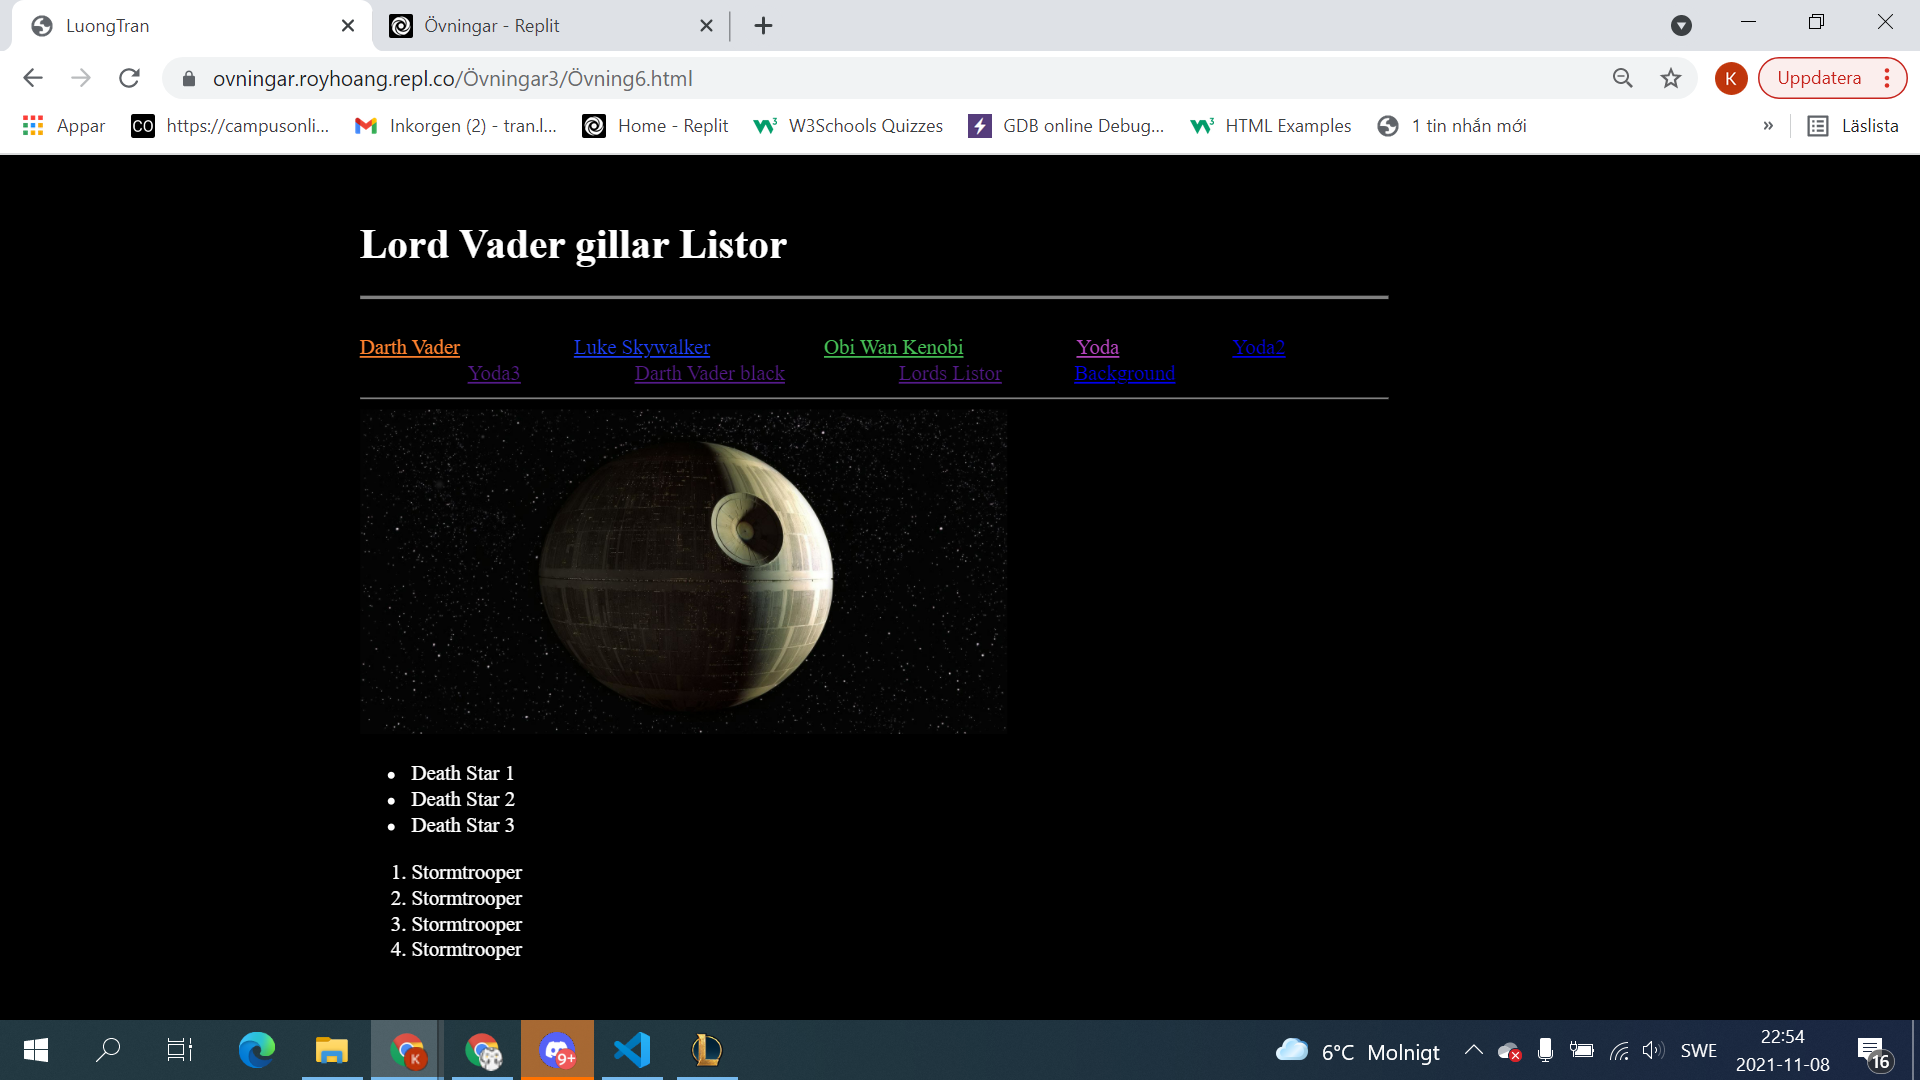 LuongTran
Övningar - Replit
ovningar.royhoang.repl.co/Övningar3/Övning6.html
K
Uppdatera
Appar
CO
https://campusonli...
Inkorgen (2) - tran.l...
Home - Replit
W3Schools Quizzes
GDB online Debug...
HTML Examples
1 tin nhắn mới
»
Läslista
Lord Vader gillar Listor
Darth Vader Luke Skywalker Obi Wan Kenobi Yoda Yoda2
Yoda3 Darth Vader black Lords Listor Background
• Death Star 1
• Death Star 2
• Death Star 3
1. Stormtrooper
2. Stormtrooper
3. Stormtrooper
4. Stormtrooper
K
9+
6°C Molnigt
SWE
22:54
2021-11-08
16